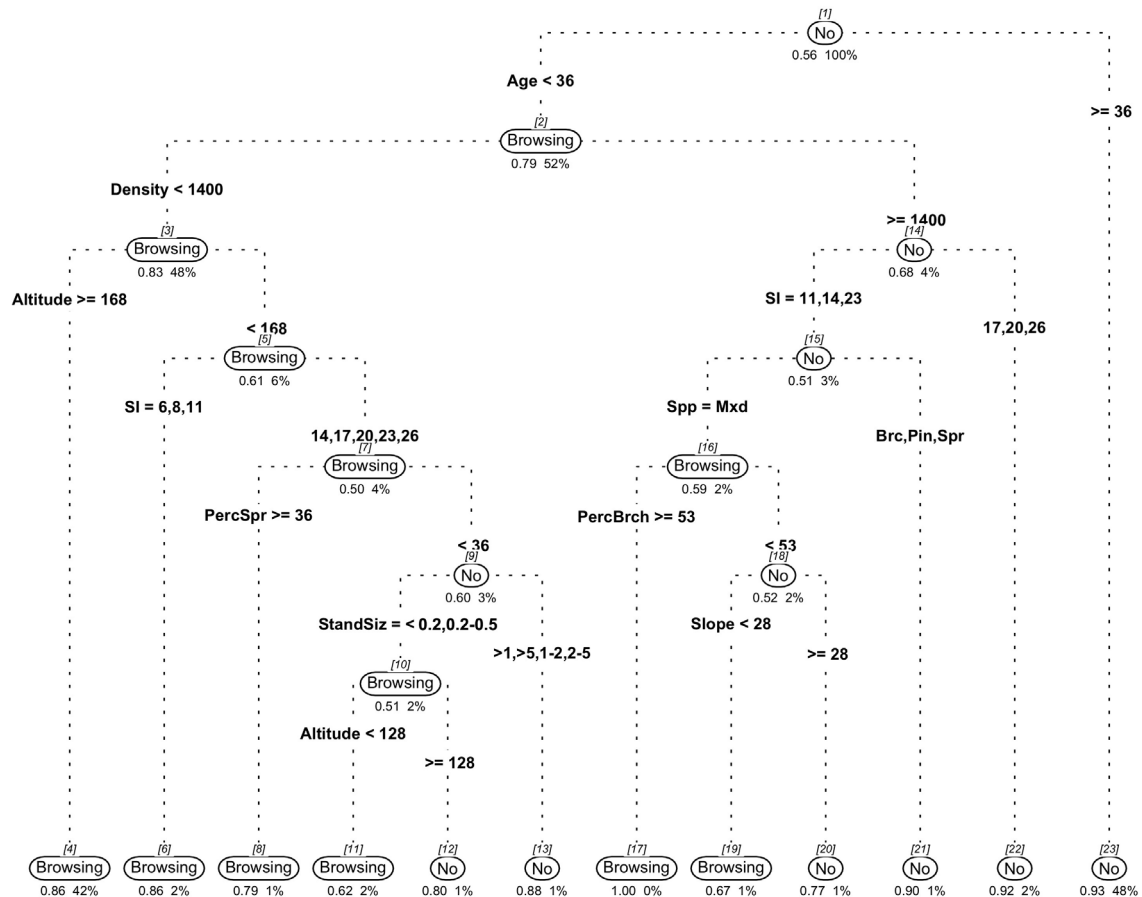 [1]
No
0.56 100%
Age < 36
>= 36
[2]
Browsing
0.79 52%
Density < 1400
>= 1400
[3]
Browsing
0.83 48%
[14]
No
0.68 4%
Altitude >= 168
< 168
SI = 11,14,23
17,20,26
[5]
Browsing
0.61 6%
[15]
No
0.51 3%
SI = 6,8,11
14,17,20,23,26
Spp = Mxd
Brc,Pin,Spr
[7]
Browsing
0.50 4%
[16]
Browsing
0.59 2%
PercSpr >= 36
< 36
PercBrch >= 53
< 53
[9]
No
0.60 3%
[18]
No
0.52 2%
StandSiz = < 0.2,0.2-0.5
>1,>5,1-2,2-5
Slope < 28
>= 28
[10]
Browsing
0.51 2%
Altitude < 128
>= 128
[4] [6] [8] [11] [12] [13] [17] [19] [20] [21] [22] [23]
Browsing Browsing Browsing Browsing No No Browsing Browsing No No No No
0.86 42% 0.86 2% 0.79 1% 0.62 2% 0.80 1% 0.88 1% 1.00 0% 0.67 1% 0.77 1% 0.90 1% 0.92 2% 0.93 48%